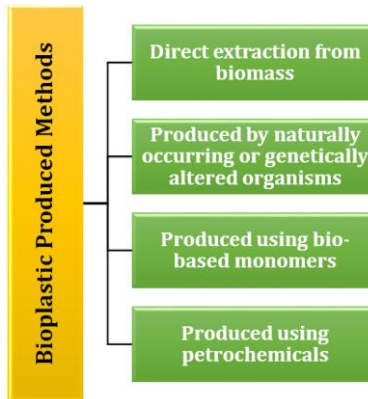 Bioplastic Produced Methods
Direct extraction from
biomass
Produced by naturally
occurring or genetically
altered organisms
Produced using bio-
based monomers
Produced using
petrochemicals